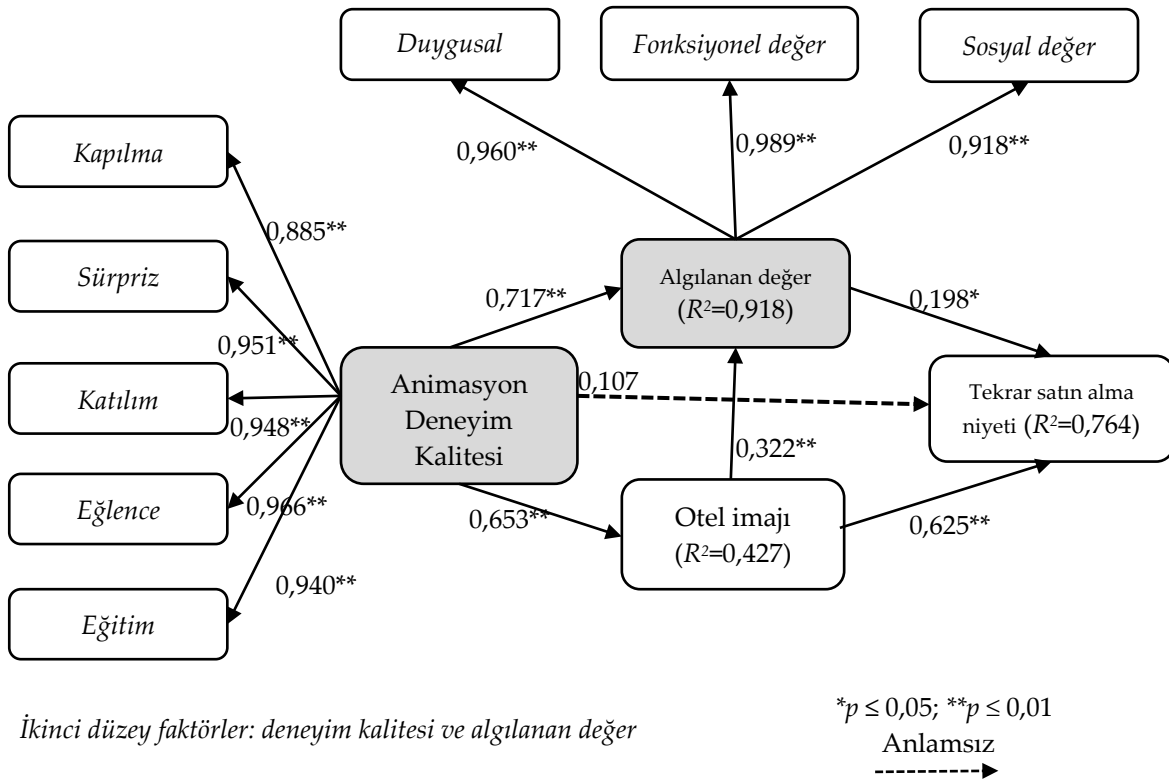 Duygusal
Fonksiyonel değer
Sosyal değer
0,960**
0,989**
0,918**
Kapılma
0,885**
Sürpriz
0,951**
Katılım
0,948**
Eğlence
0,966**
Eğitim
0,940**
Animasyon
Deneyim
Kalitesi
0,717**
Algılanan değer
(R²=0,918)
0,198*
0,107
Tekrar satın alma
niyeti (R²=0,764)
0,322**
0,653**
Otel imajı
(R²=0,427)
0,625**
İkinci düzey faktörler: deneyim kalitesi ve algılanan değer
*p ≤ 0,05; **p ≤ 0,01
Anlamsız